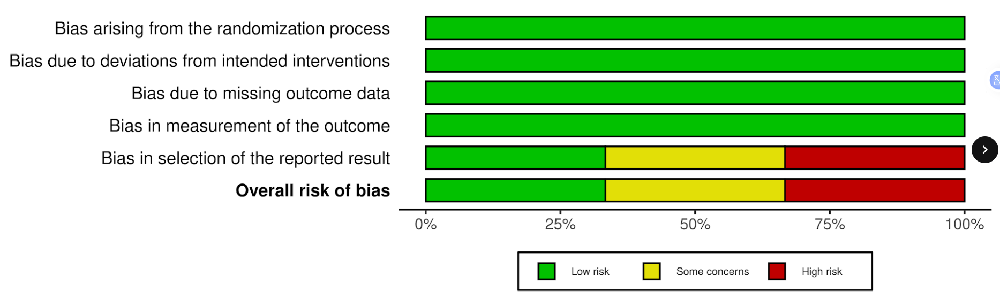 Bias arising from the randomization process
Bias due to deviations from intended interventions
Bias due to missing outcome data
Bias in measurement of the outcome
Bias in selection of the reported result
Overall risk of bias
0% 25% 50% 75% 100%
Low risk Some concerns High risk